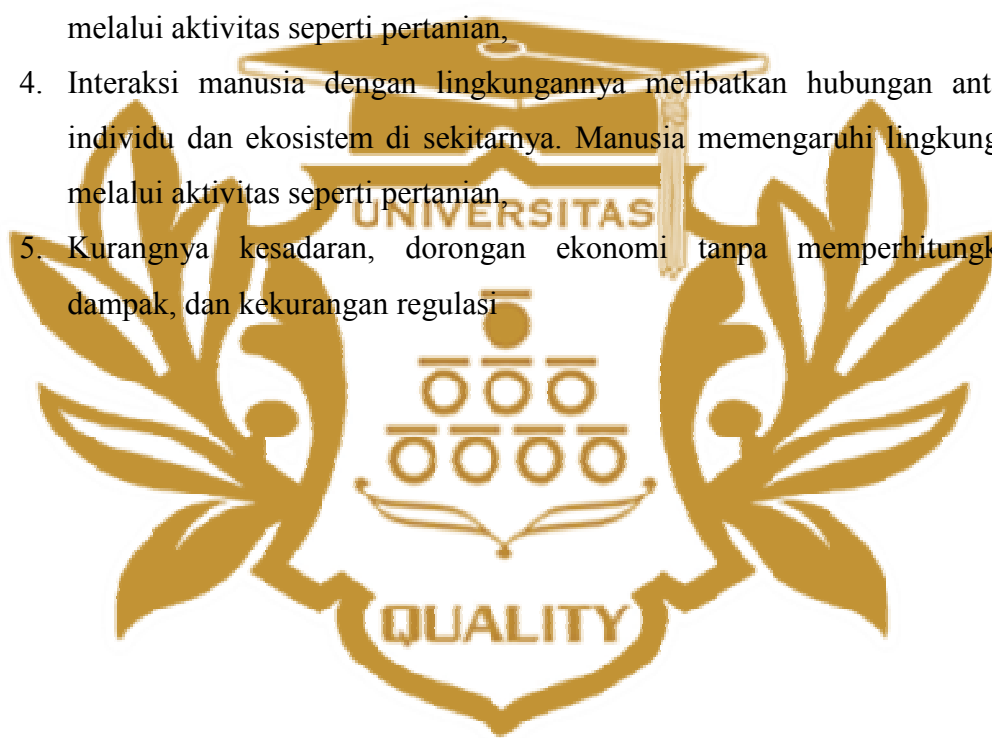 melalui aktivitas seperti pertanian,
4. Interaksi manusia dengan lingkungannya melibatkan hubungan ant
individu dan ekosistem di sekitarnya. Manusia memengaruhi lingkung
melalui aktivitas seperti pertanian,
UNIVERSITAS
5. Kurangnya kesadaran, dorongan ekonomi tanpa memperhitungk
dampak, dan kekurangan regulasi
QUALITY